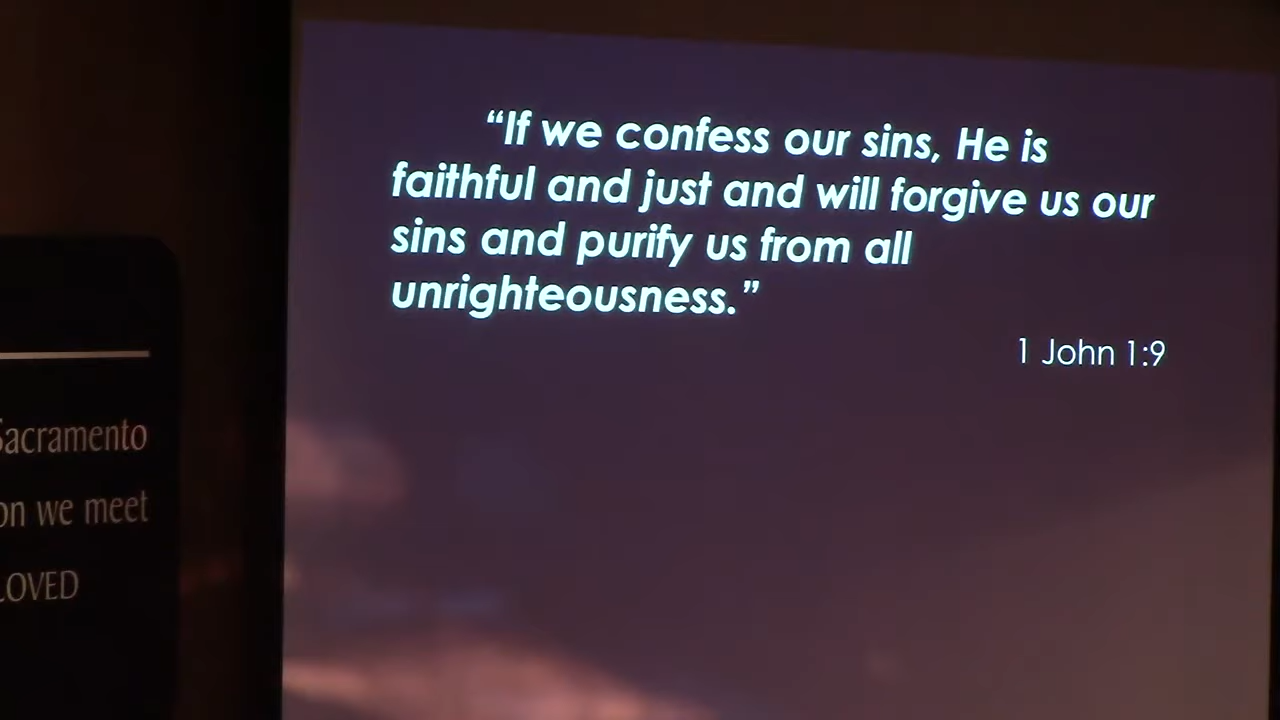 “If we confess our sins, He is
faithful and just and will forgive us our
sins and purify us from all
unrighteousness.”
1 John 1:9
Sacramento
on we meet
LOVED